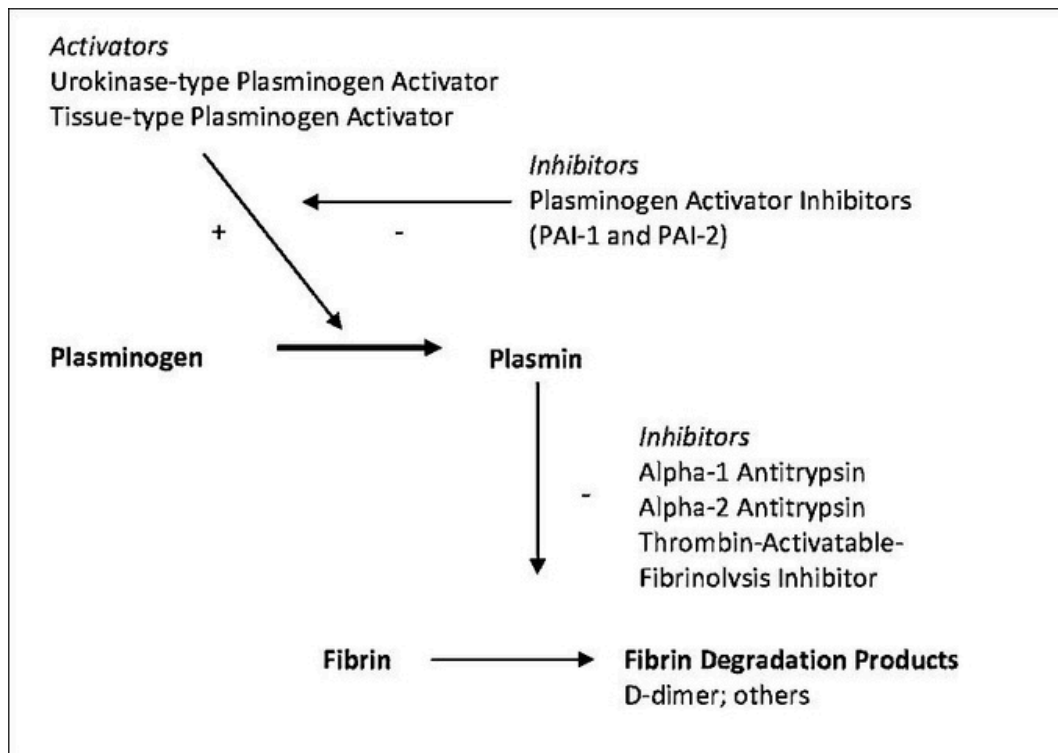 Activators
Urokinase-type Plasminogen Activator
Tissue-type Plasminogen Activator
Inhibitors
Plasminogen Activator Inhibitors
(PAI-1 and PAI-2)
+
-
Plasminogen
Plasmin
Inhibitors
Alpha-1 Antitrypsin
-
Alpha-2 Antitrypsin
Thrombin-Activatable-
Fibrinolvsis Inhibitor
Fibrin
Fibrin Degradation Products
D-dimer; others